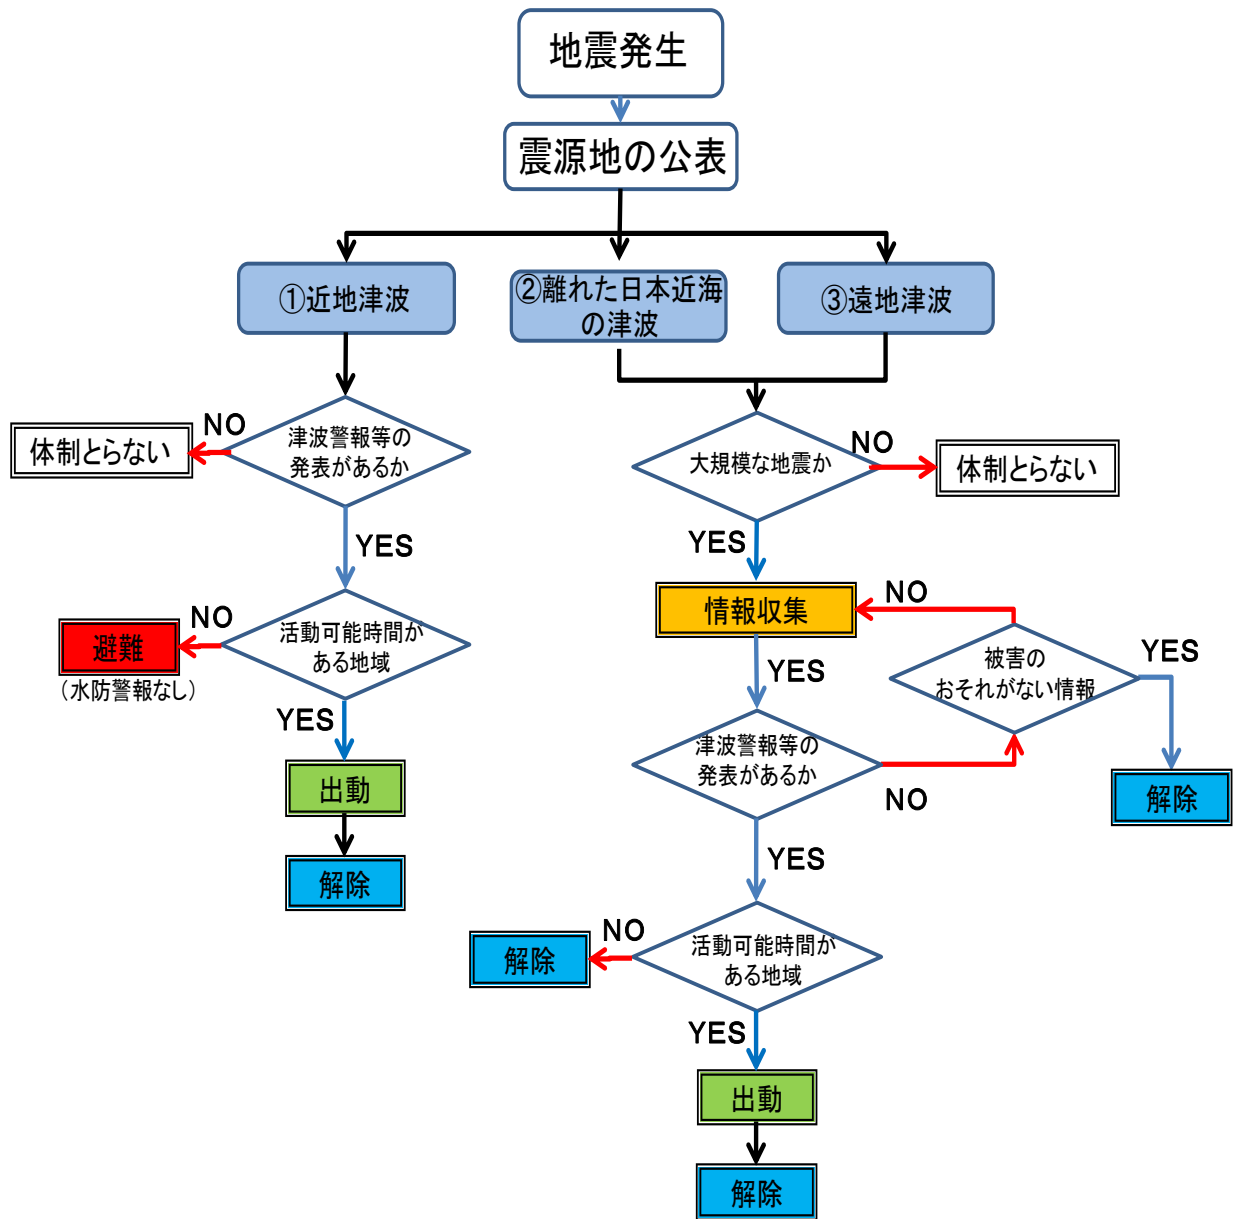 地震発生
震源地の公表
①近地津波
②離れた日本近海
の津波
③遠地津波
NO
津波警報等の
発表があるか
体制とらない
YES
NO
活動可能時間が
ある地域
避難
（水防警報なし）
YES
出動
解除
大規模な地震か
NO
体制とらない
YES
情報収集
NO
被害の
おそれがない情報
YES
YES
津波警報等の
発表があるか
NO
解除
YES
NO
活動可能時間が
ある地域
解除
YES
出動
解除